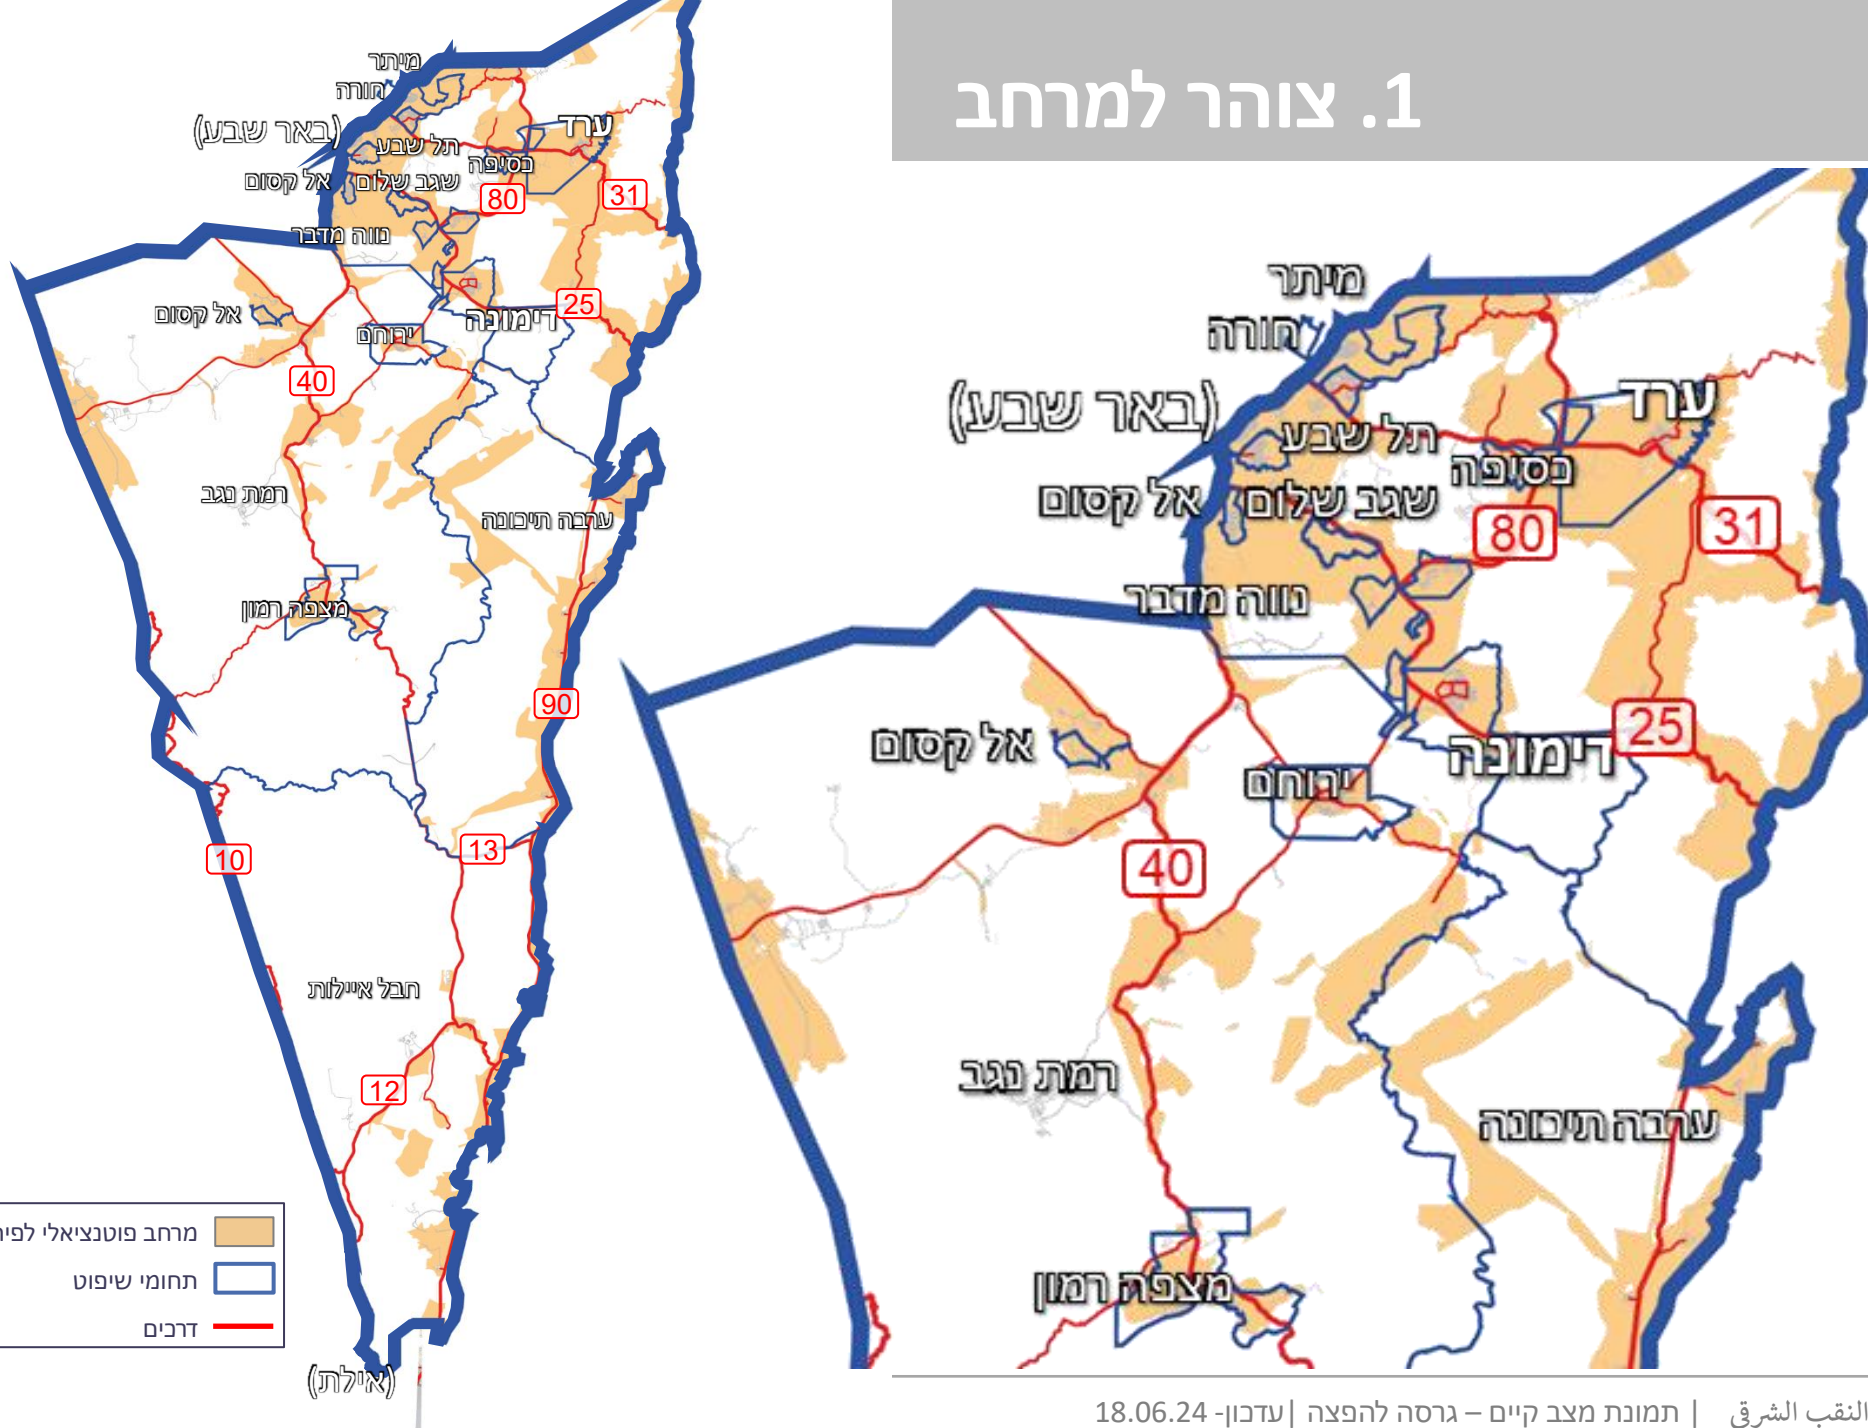 1. צוהר למרחב
מיתר
חורה
(באר שבע)
ערד
תל שבע
כסיפה
אל קסום
שגב שלום
80
31
נווה מדבר
אל קסום
25
דימונה
ירוחם
40
רמת נגב
ערבה תיכונה
מצפה רמון
90
10
13
חבל איילות
12
(אילת)
מרחב פוטנציאלי
תחומי שיפוט
דרכים
מיתר
חורה
(באר שבע)
ערד
תל שבע
כסיפה
אל קסום
שגב שלום
80
31
נווה מדבר
אל קסום
25
דימונה
ירוחם
40
רמת נגב
ערבה תיכונה
מצפה רמון
النقب الشرقي | תמונת מצב קיים – גרסה להפצה | עדכון- 18.06.24